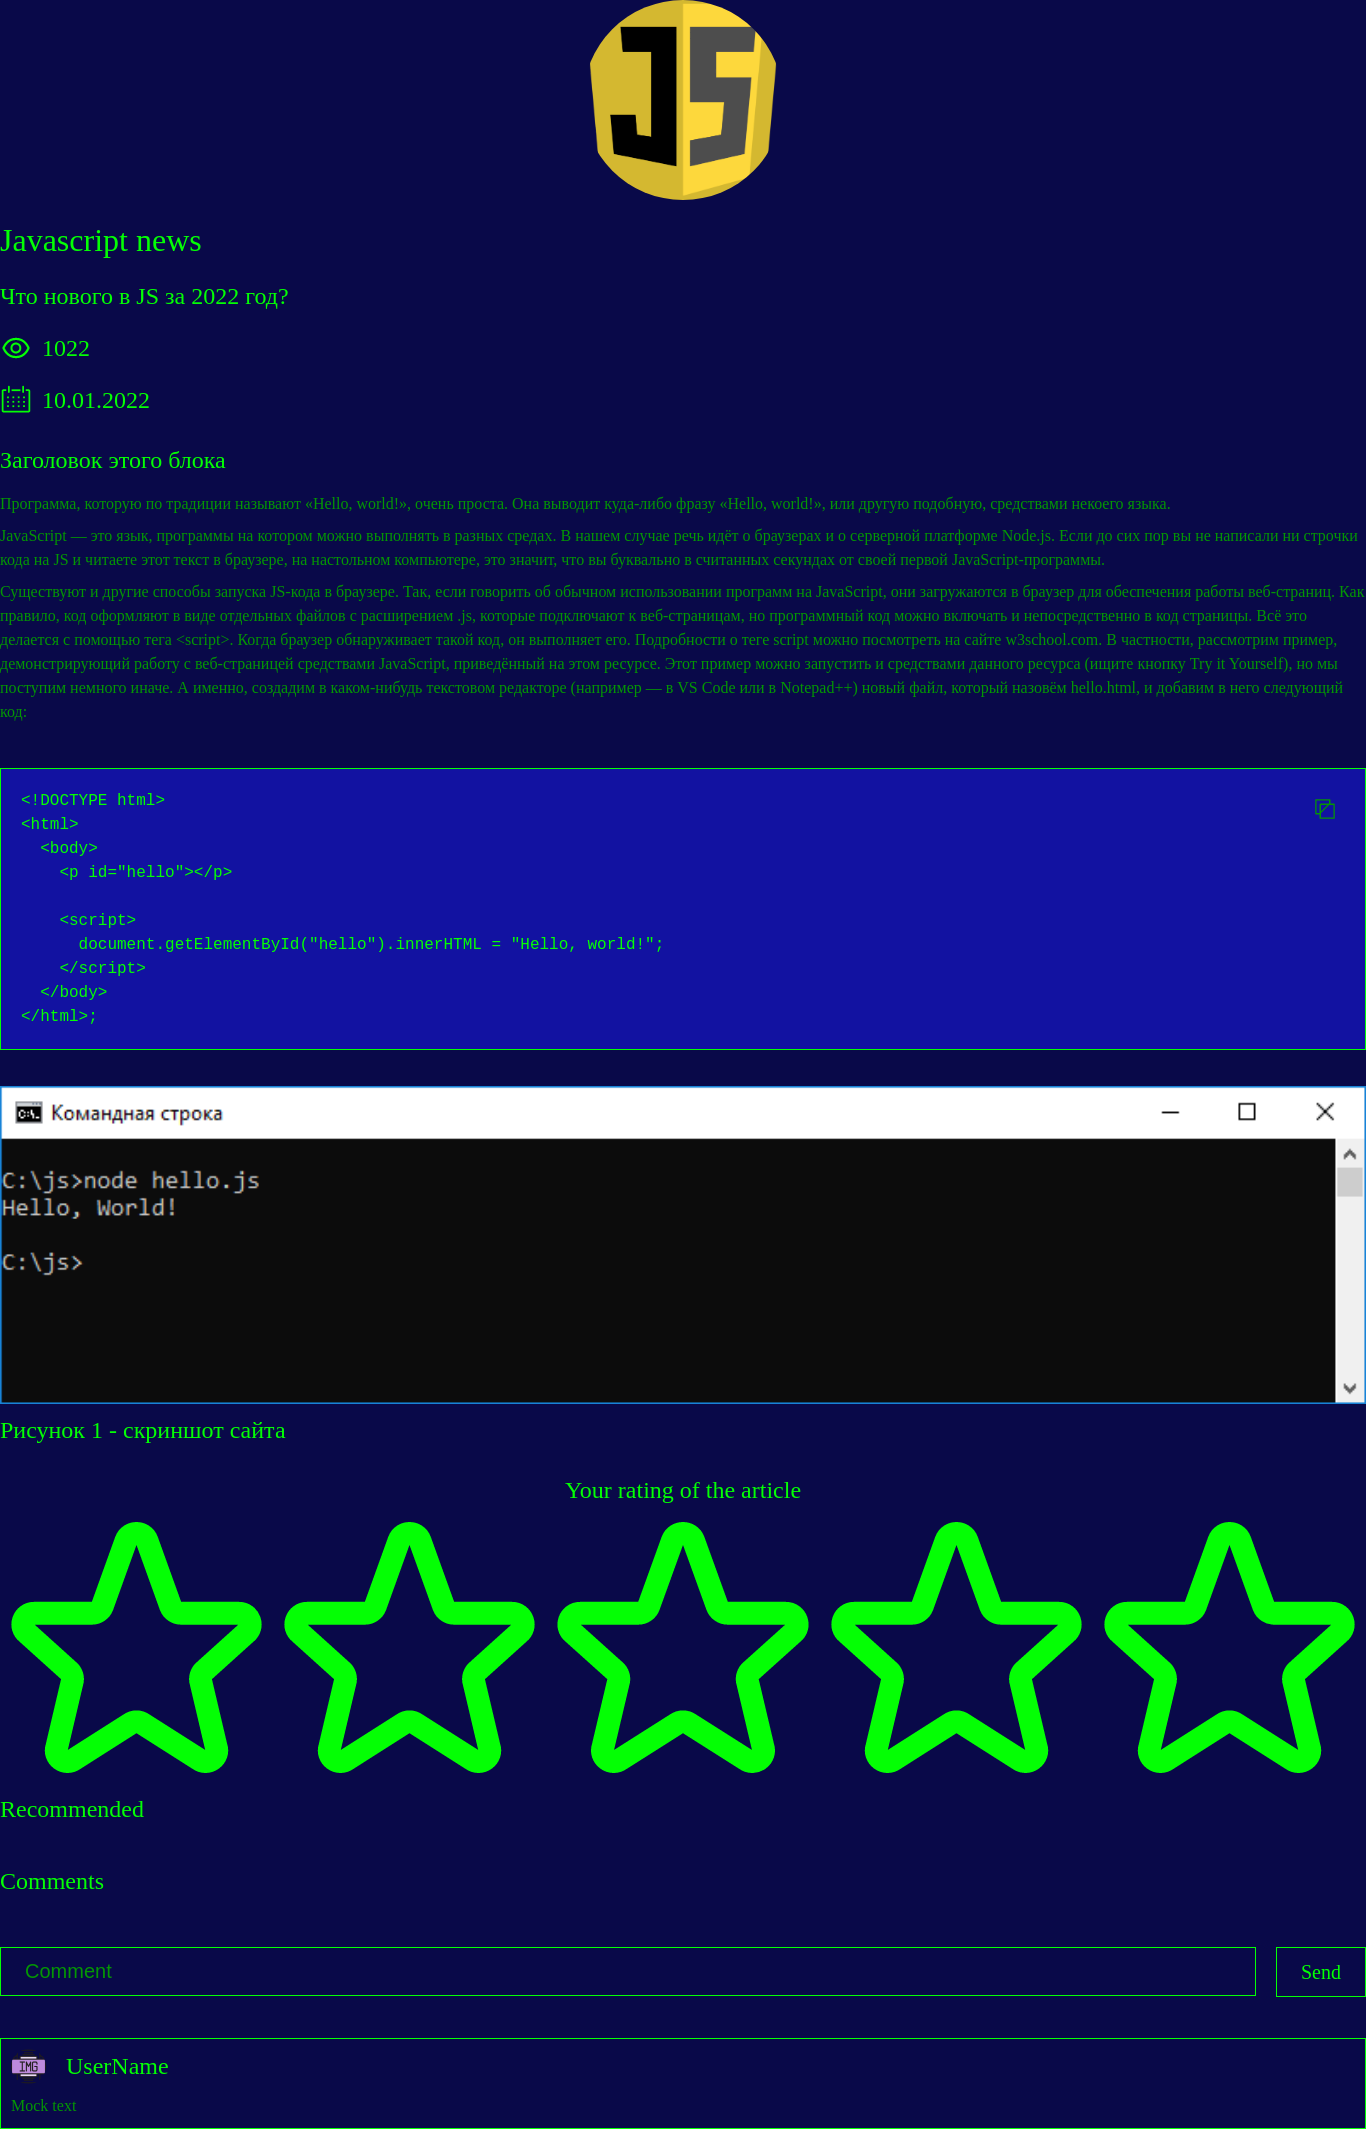 JS
Javascript news
Что нового в JS за 2022 год?
1022
10.01.2022
Заголовок этого блока
Программа, которую по традиции называют «Hello, world!», очень проста. Она выводит куда-либо фразу «Hello, world!», или другую подобную, средствами некоего языка.
JavaScript — это язык, программы на котором можно выполнять в разных средах. В нашем случае речь идёт о браузерах и о серверной платформе Node.js. Если до сих пор вы не написали ни строчки
кода на JS и читаете этот текст в браузере, на настольном компьютере, это значит, что вы буквально в считанных секундах от своей первой JavaScript-программы.
Существуют и другие способы запуска JS-кода в браузере. Так, если говорить об обычном использовании программ на JavaScript, они загружаются в браузер для обеспечения работы веб-страниц. Как
правило, код оформляют в виде отдельных файлов с расширением .js, которые подключают к веб-страницам, но программный код можно включать и непосредственно в код страницы. Всё это
делается с помощью тега <script>. Когда браузер обнаруживает такой код, он выполняет его. Подробности о теге script можно посмотреть на сайте w3school.com. В частности, рассмотрим пример,
демонстрирующий работу с веб-страницей средствами JavaScript, приведённый на этом ресурсе. Этот пример можно запустить и средствами данного ресурса (ищите кнопку Try it Yourself), но мы
поступим немного иначе. А именно, создадим в каком-нибудь текстовом редакторе (например — в VS Code или в Notepad++) новый файл, который назовём hello.html, и добавим в него следующий
код:
<!DOCTYPE html>
<html>
  <body>
    <p id="hello"></p>
    <script>
      document.getElementById("hello").innerHTML = "Hello, world!";
    </script>
  </body>
</html>;
Командная строка
C:\js>node hello.js
Hello, World!
C:\js>
Рисунок 1 - скриншот сайта
Your rating of the article
Recommended
Comments
Comment
Send
IMG
UserName
Mock text